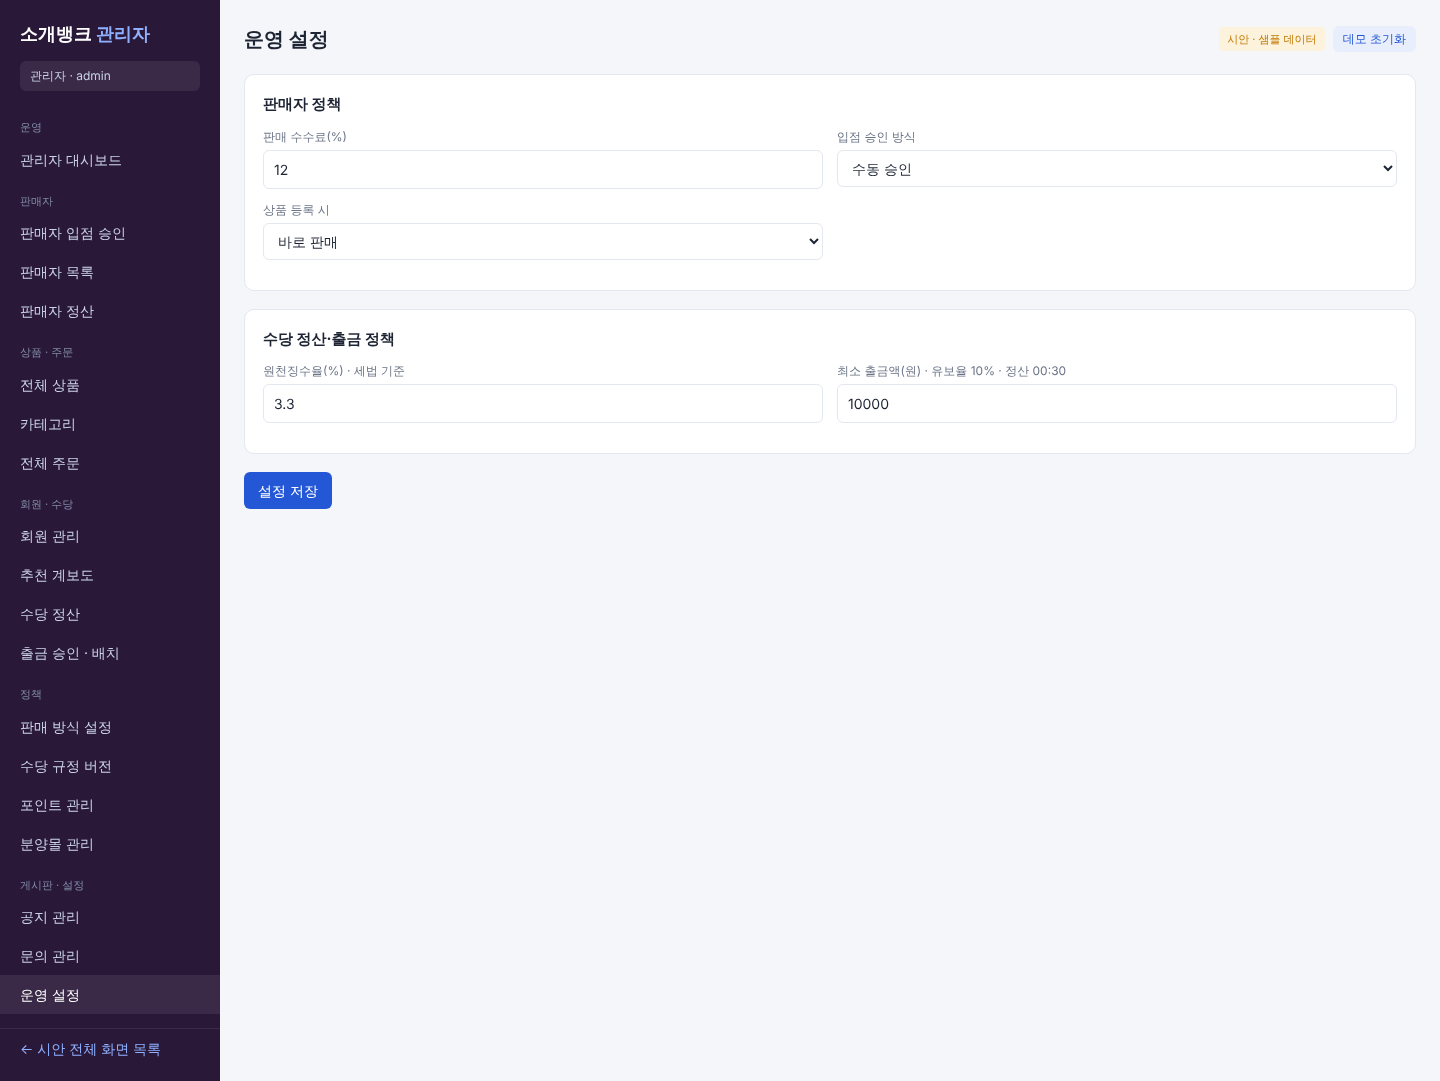 소개뱅크 관리자
관리자 · admin
운영
관리자 대시보드
판매자
판매자 입점 승인
판매자 목록
판매자 정산
상품 · 주문
전체 상품
카테고리
전체 주문
회원 · 수당
회원 관리
추천 계보도
수당 정산
출금 승인 · 배치
정책
판매 방식 설정
수당 규정 버전
포인트 관리
분양몰 관리
게시판 · 설정
공지 관리
문의 관리
운영 설정
← 시안 전체 화면 목록
운영 설정
시안 · 샘플 데이터
데모 초기화
판매자 정책
판매 수수료(%)
12
입점 승인 방식
수동 승인
상품 등록 시
바로 판매
수당 정산·출금 정책
원천징수율(%) · 세법 기준
3.3
최소 출금액(원) · 유보율 10% · 정산 00:30
10000
설정 저장